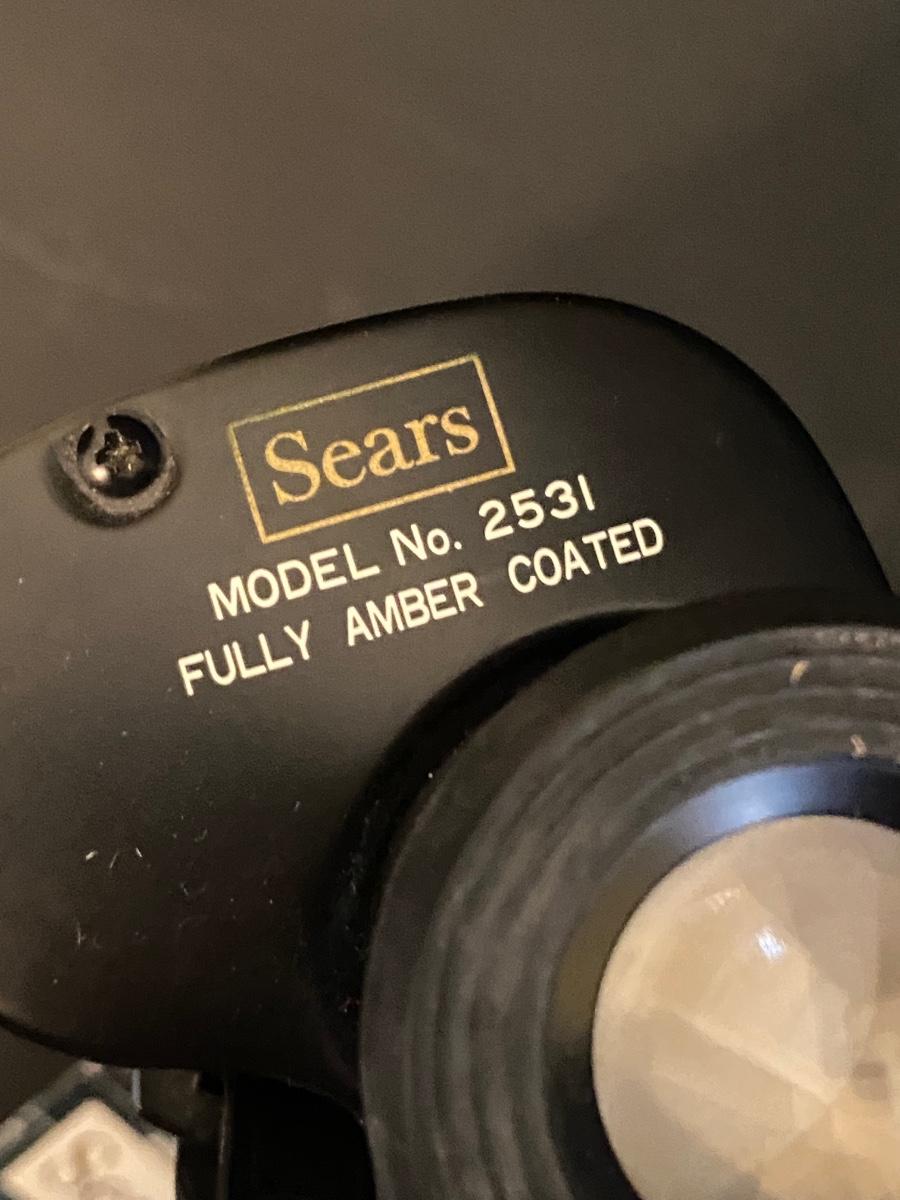 Sears
MODEL No. 2531
FULLY AMBER COATED